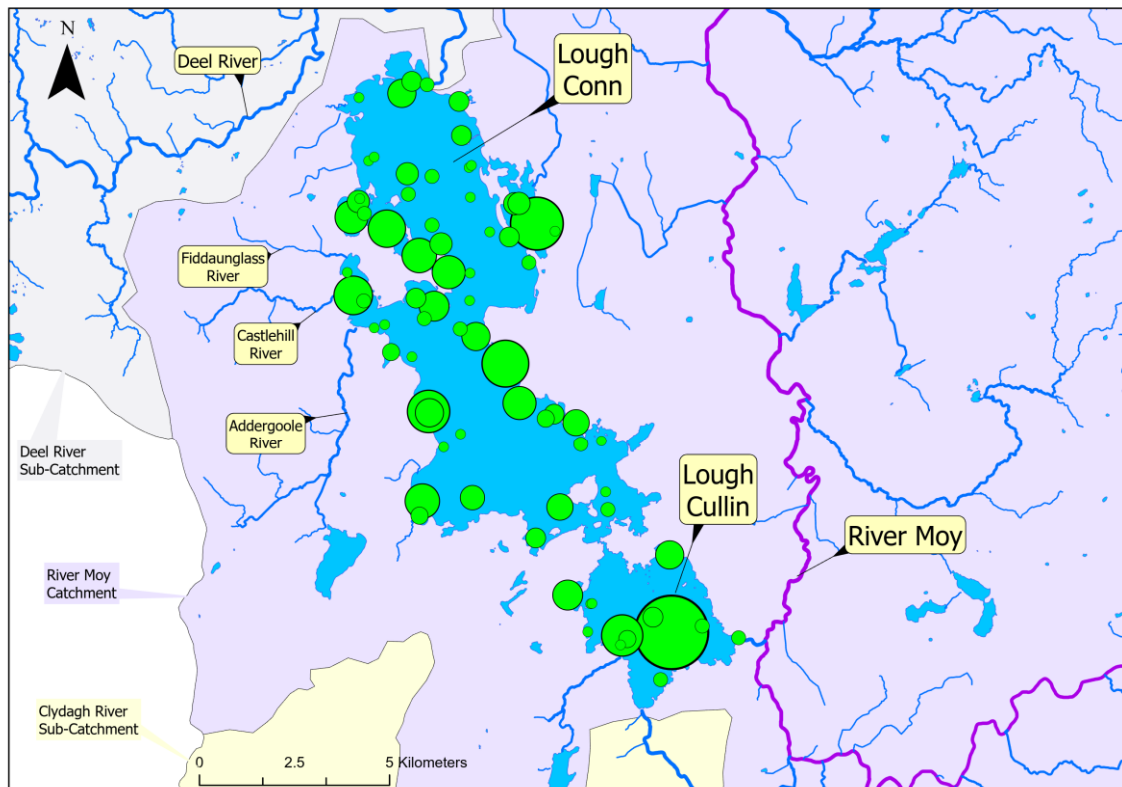 N
Deel River
Lough
Conn
Fiddaunglass
River
Castlehill
River
Addergoole
River
Deel River
Sub-Catchment
Lough
Cullin
River Moy
River Moy
Catchment
Clydagh River
Sub-Catchment
0 2.5 5 Kilometers